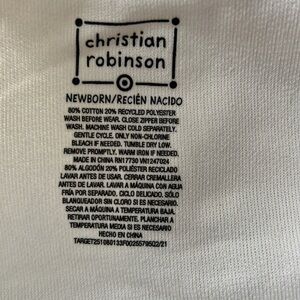 christian
robinson
NEWBORN/RECIÉN NACIDO
80% COTTON 20% RECYCLED POLYESTER
WASH BEFORE WEAR. CLOSE ZIPPER BEFORE
WASH. MACHINE WASH COLD SEPARATELY.
GENTLE CYCLE. ONLY NON-CHLORINE
BLEACH IF NEEDED. TUMBLE DRY LOW.
REMOVE PROMPTLY. WARM IRON IF NEEDED.
MADE IN CHINA RN17730 VN1247024
80% ALGODÓN 20% POLIÉSTER RECICLADO
LAVAR ANTES DE USAR. CERRAR CREMALLERA
ANTES DE LAVAR. LAVAR A MÁQUINA CON AGUA
FRÍA POR SEPARADO. CICLO DELICADO. SÓLO
BLANQUEADOR SIN CLORO SI ES NECESARIO.
SECAR A MÁQUINA A TEMPERATURA BAJA.
RETIRAR OPORTUNAMENTE. PLANCHAR A
TEMPERATURA MEDIA SI ES NECESARIO
HECHO EN CHINA
TARGET251080133F0025579502/21